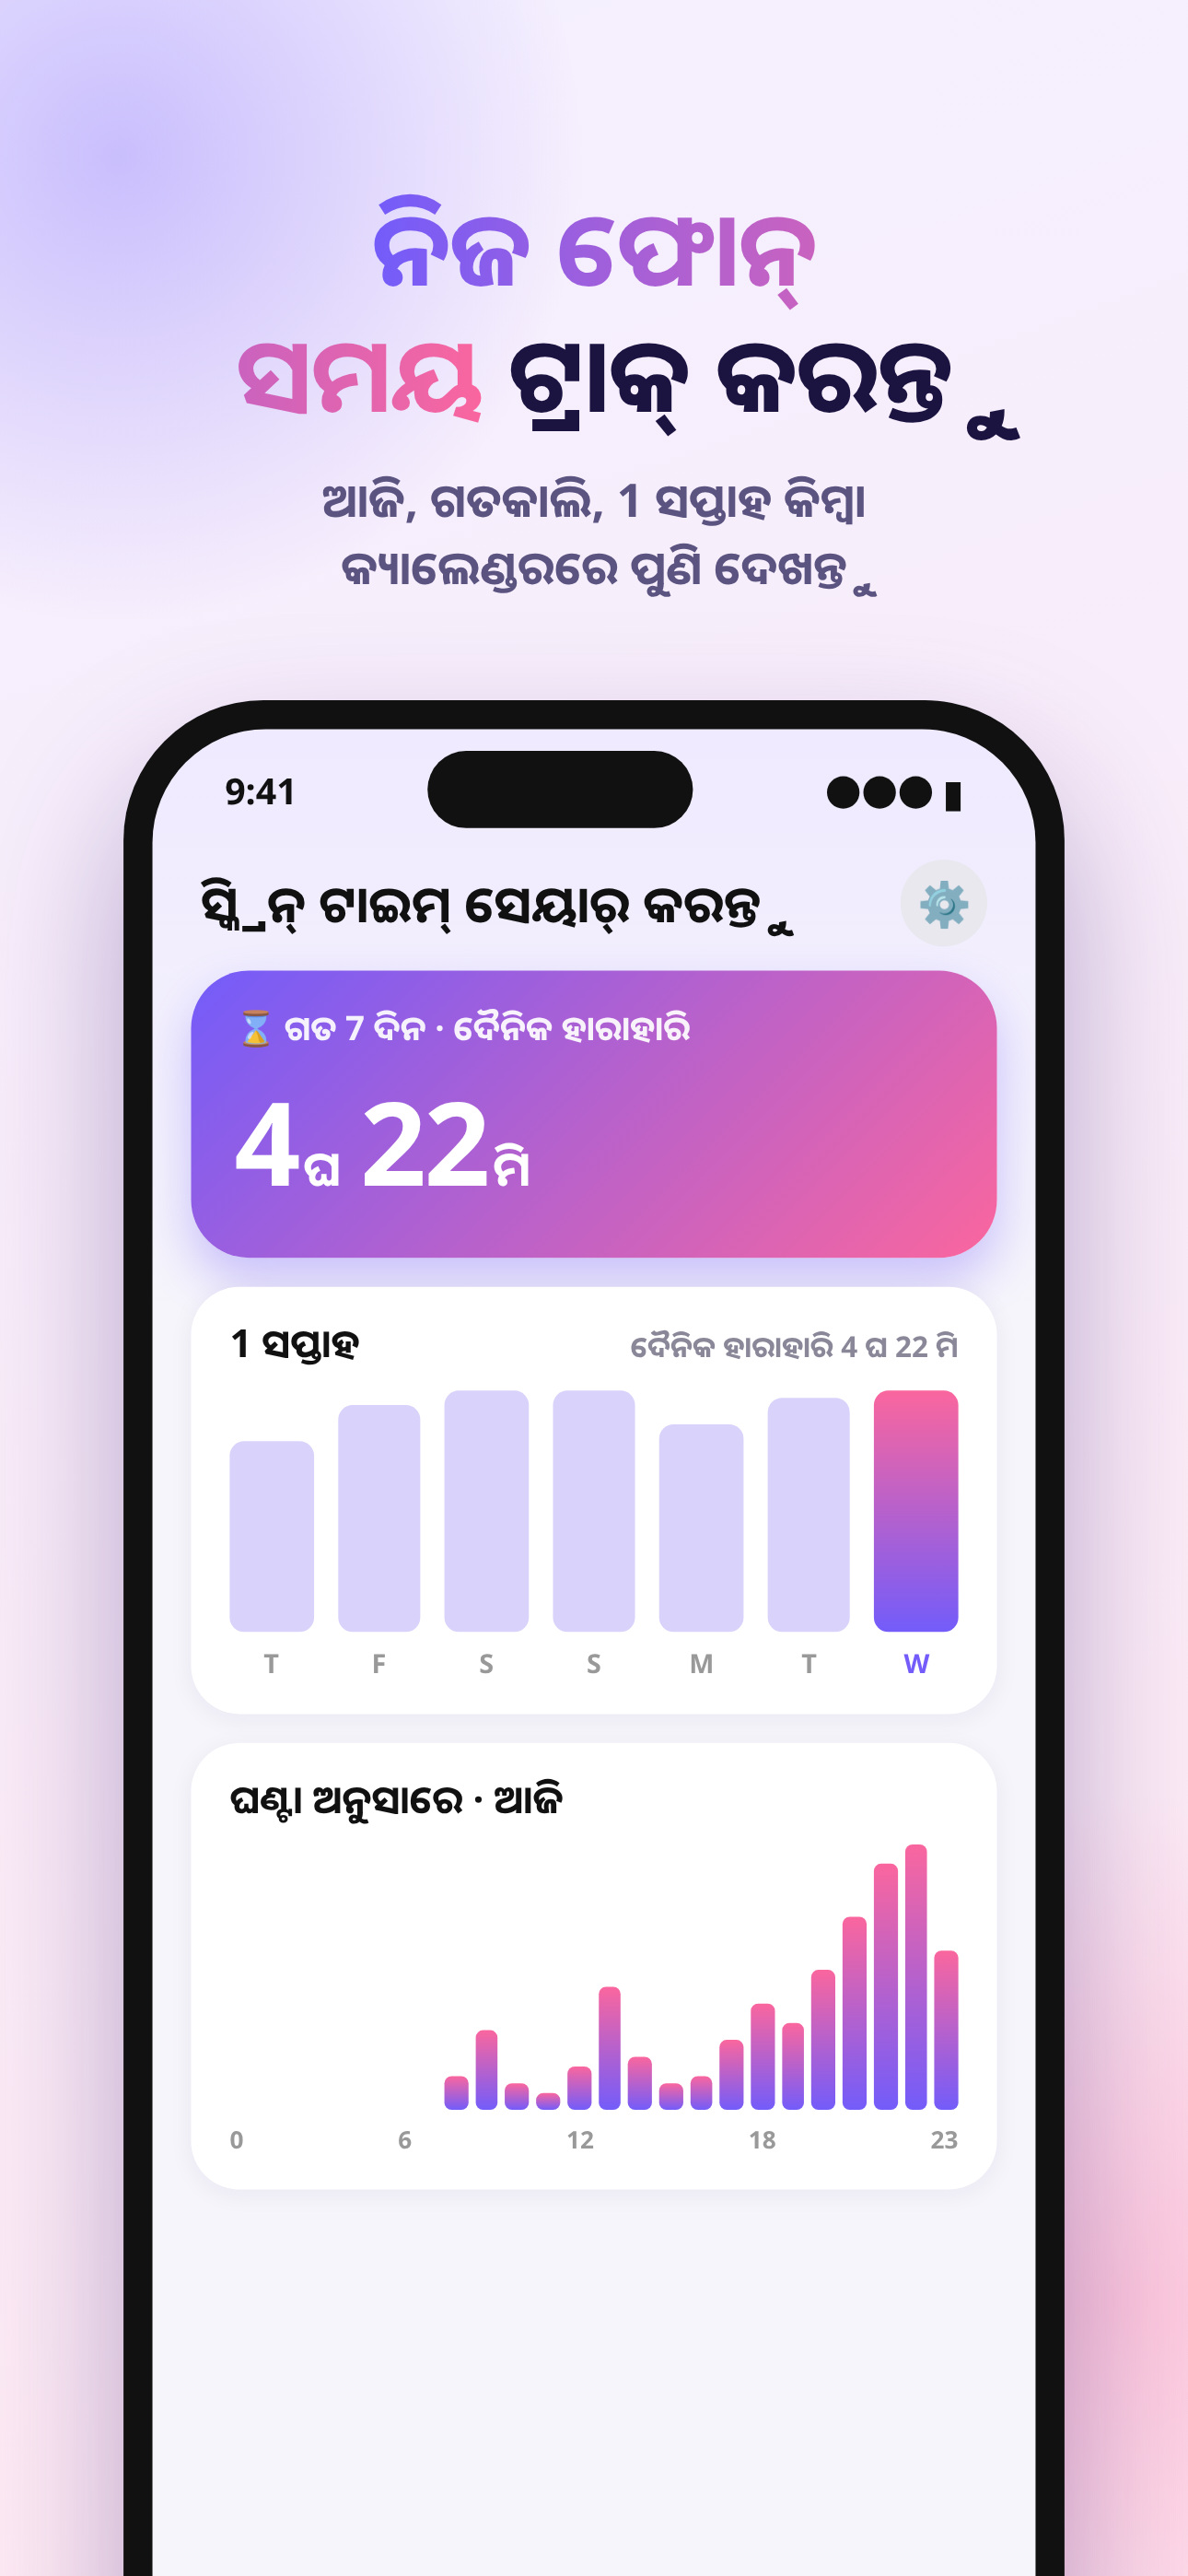 ନିଜ ଫୋନ୍
ସମୟ ଟ୍ରାକ୍ କରନ୍ତୁ
ଆଜି, ଗତକାଲି, 1 ସପ୍ତାହ କିମ୍ବା
କ୍ୟାଲେଣ୍ଡରରେ ପୁଣି ଦେଖନ୍ତୁ
9:41
ସ୍କ୍ରିନ୍ ଟାଇମ୍ ସେୟାର୍ କରନ୍ତୁ
ଗତ 7 ଦିନ · ଦୈନିକ ହାରାହାରି
4ଘ 22ମି
1 ସପ୍ତାହ ଦୈନିକ ହାରାହାରି 4 ଘ 22 ମି
T F S S M T W
ଘଣ୍ଟା ଅନୁସାରେ · ଆଜି
0 6 12 18 23